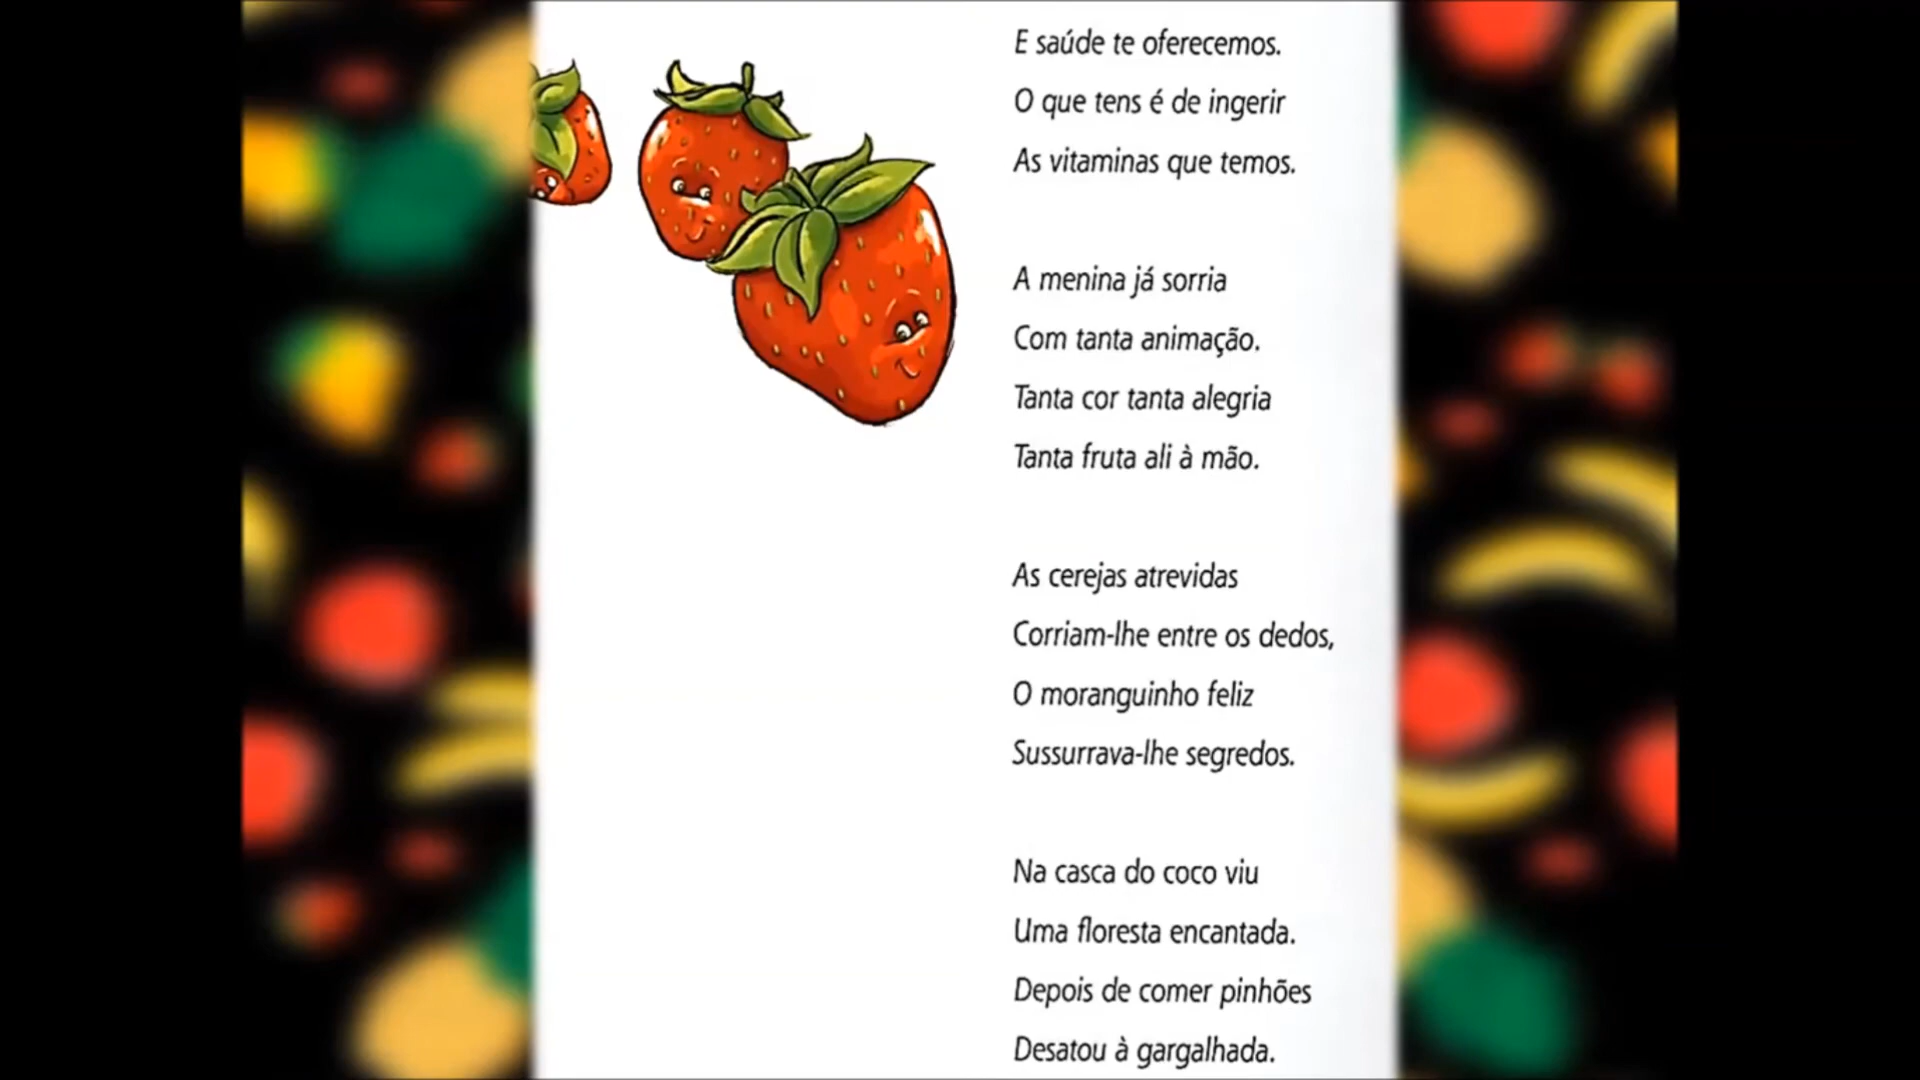 E saúde te oferecemos.
O que tens é de ingerir
As vitaminas que temos.
A menina já sorria
Com tanta animação.
Tanta cor tanta alegria
Tanta fruta ali à mão.
As cerejas atrevidas
Corriam-lhe entre os dedos,
O moranguinho feliz
Sussurrava-lhe segredos.
Na casca do coco viu
Uma floresta encantada.
Depois de comer pinhões
Desatou à gargalhada.